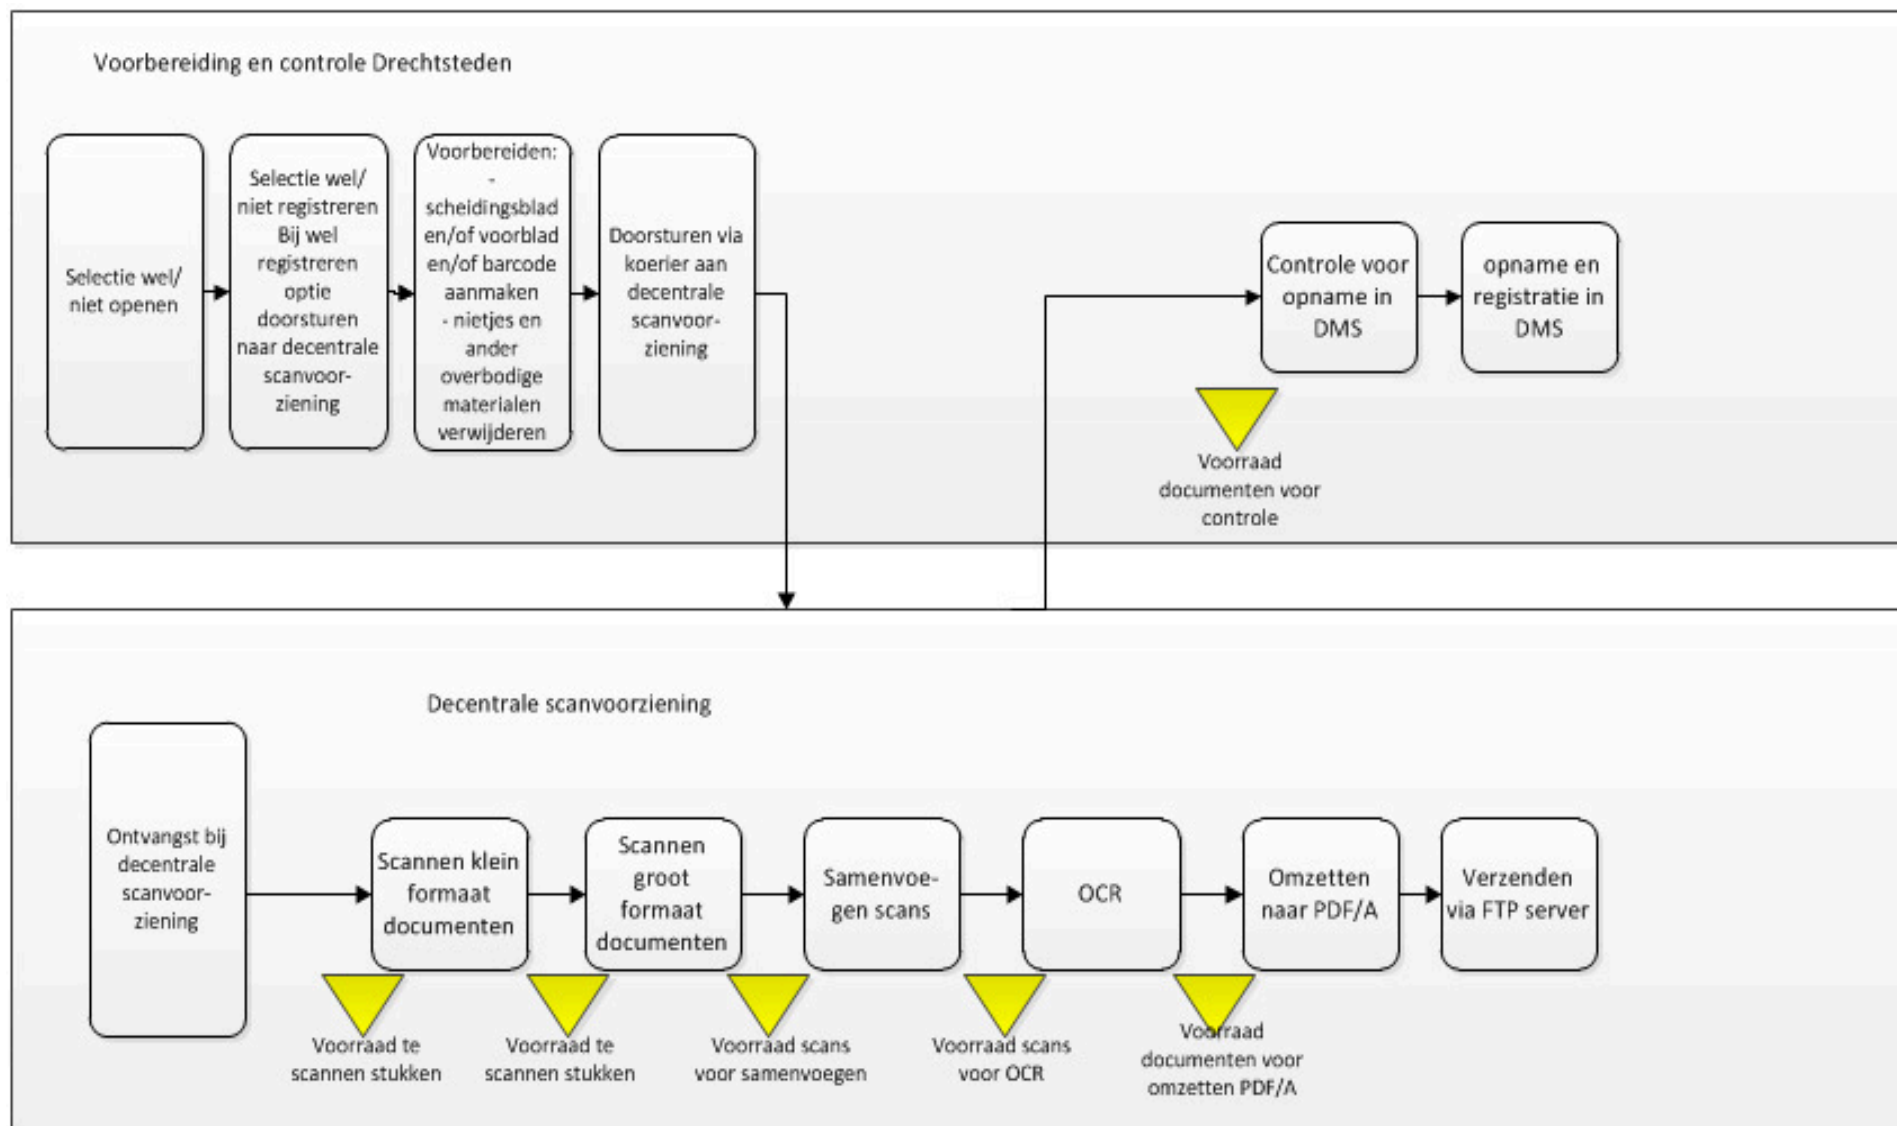 Voorbereiding en controle Drechtsteden
Selectie wel/
niet openen
Selectie wel/
niet registreren
Bij wel
registreren
optie
doorsturen
naar decentrale
scanvoor-
ziening
Voorbereiden:
-
scheidingsblad
en/of voorblad
en/of barcode
aanmaken
- nietjes en
ander
overbodige
materialen
verwijderen
Doorsturen via
koerier aan
decentrale
scanvoor-
ziening
Controle voor
opname in
DMS
opname en
registratie in
DMS
Voorraad
documenten voor
controle
Decentrale scanvoorziening
Ontvangst bij
decentrale
scanvoor-
ziening
Scannen klein
formaat
documenten
Scannen
groot
formaat
documenten
Samenvoe-
gen scans
OCR
Omzetten
naar PDF/A
Verzenden
via FTP server
Voorraad te
scannen stukken
Voorraad te
scannen stukken
Voorraad scans
voor samenvoegen
Voorraad scans
voor OCR
Voorraad
documenten voor
omzetten PDF/A